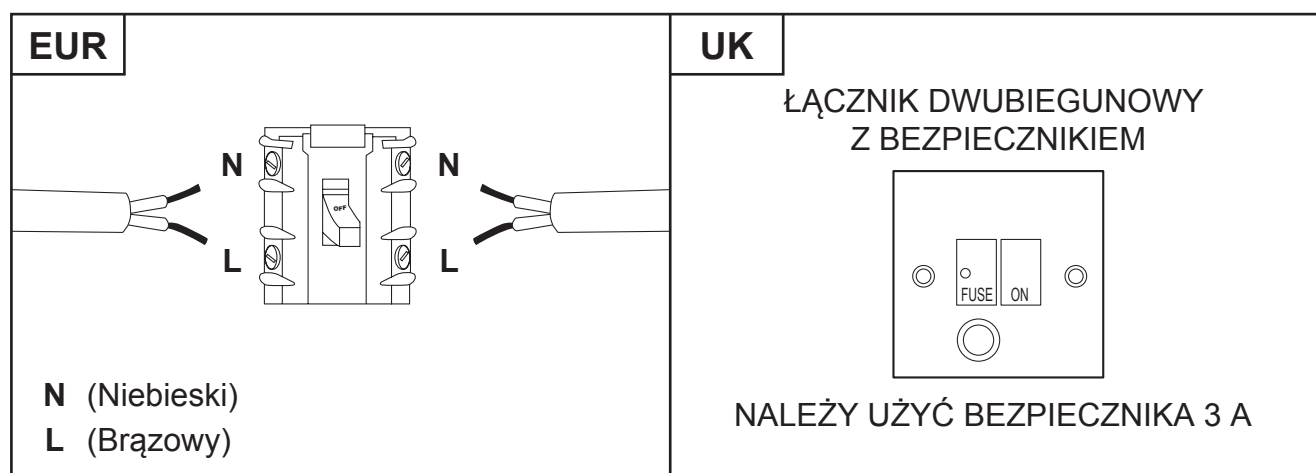 EUR
N
N
OFF
L
L
N (Niebieski)
L (Brązowy)
UK
ŁĄCZNIK DWUBIEGUNOWY
Z BEZPIECZNIKIEM
FUSE ON
NALEŻY UŻYĆ BEZPIECZNIKA 3 A